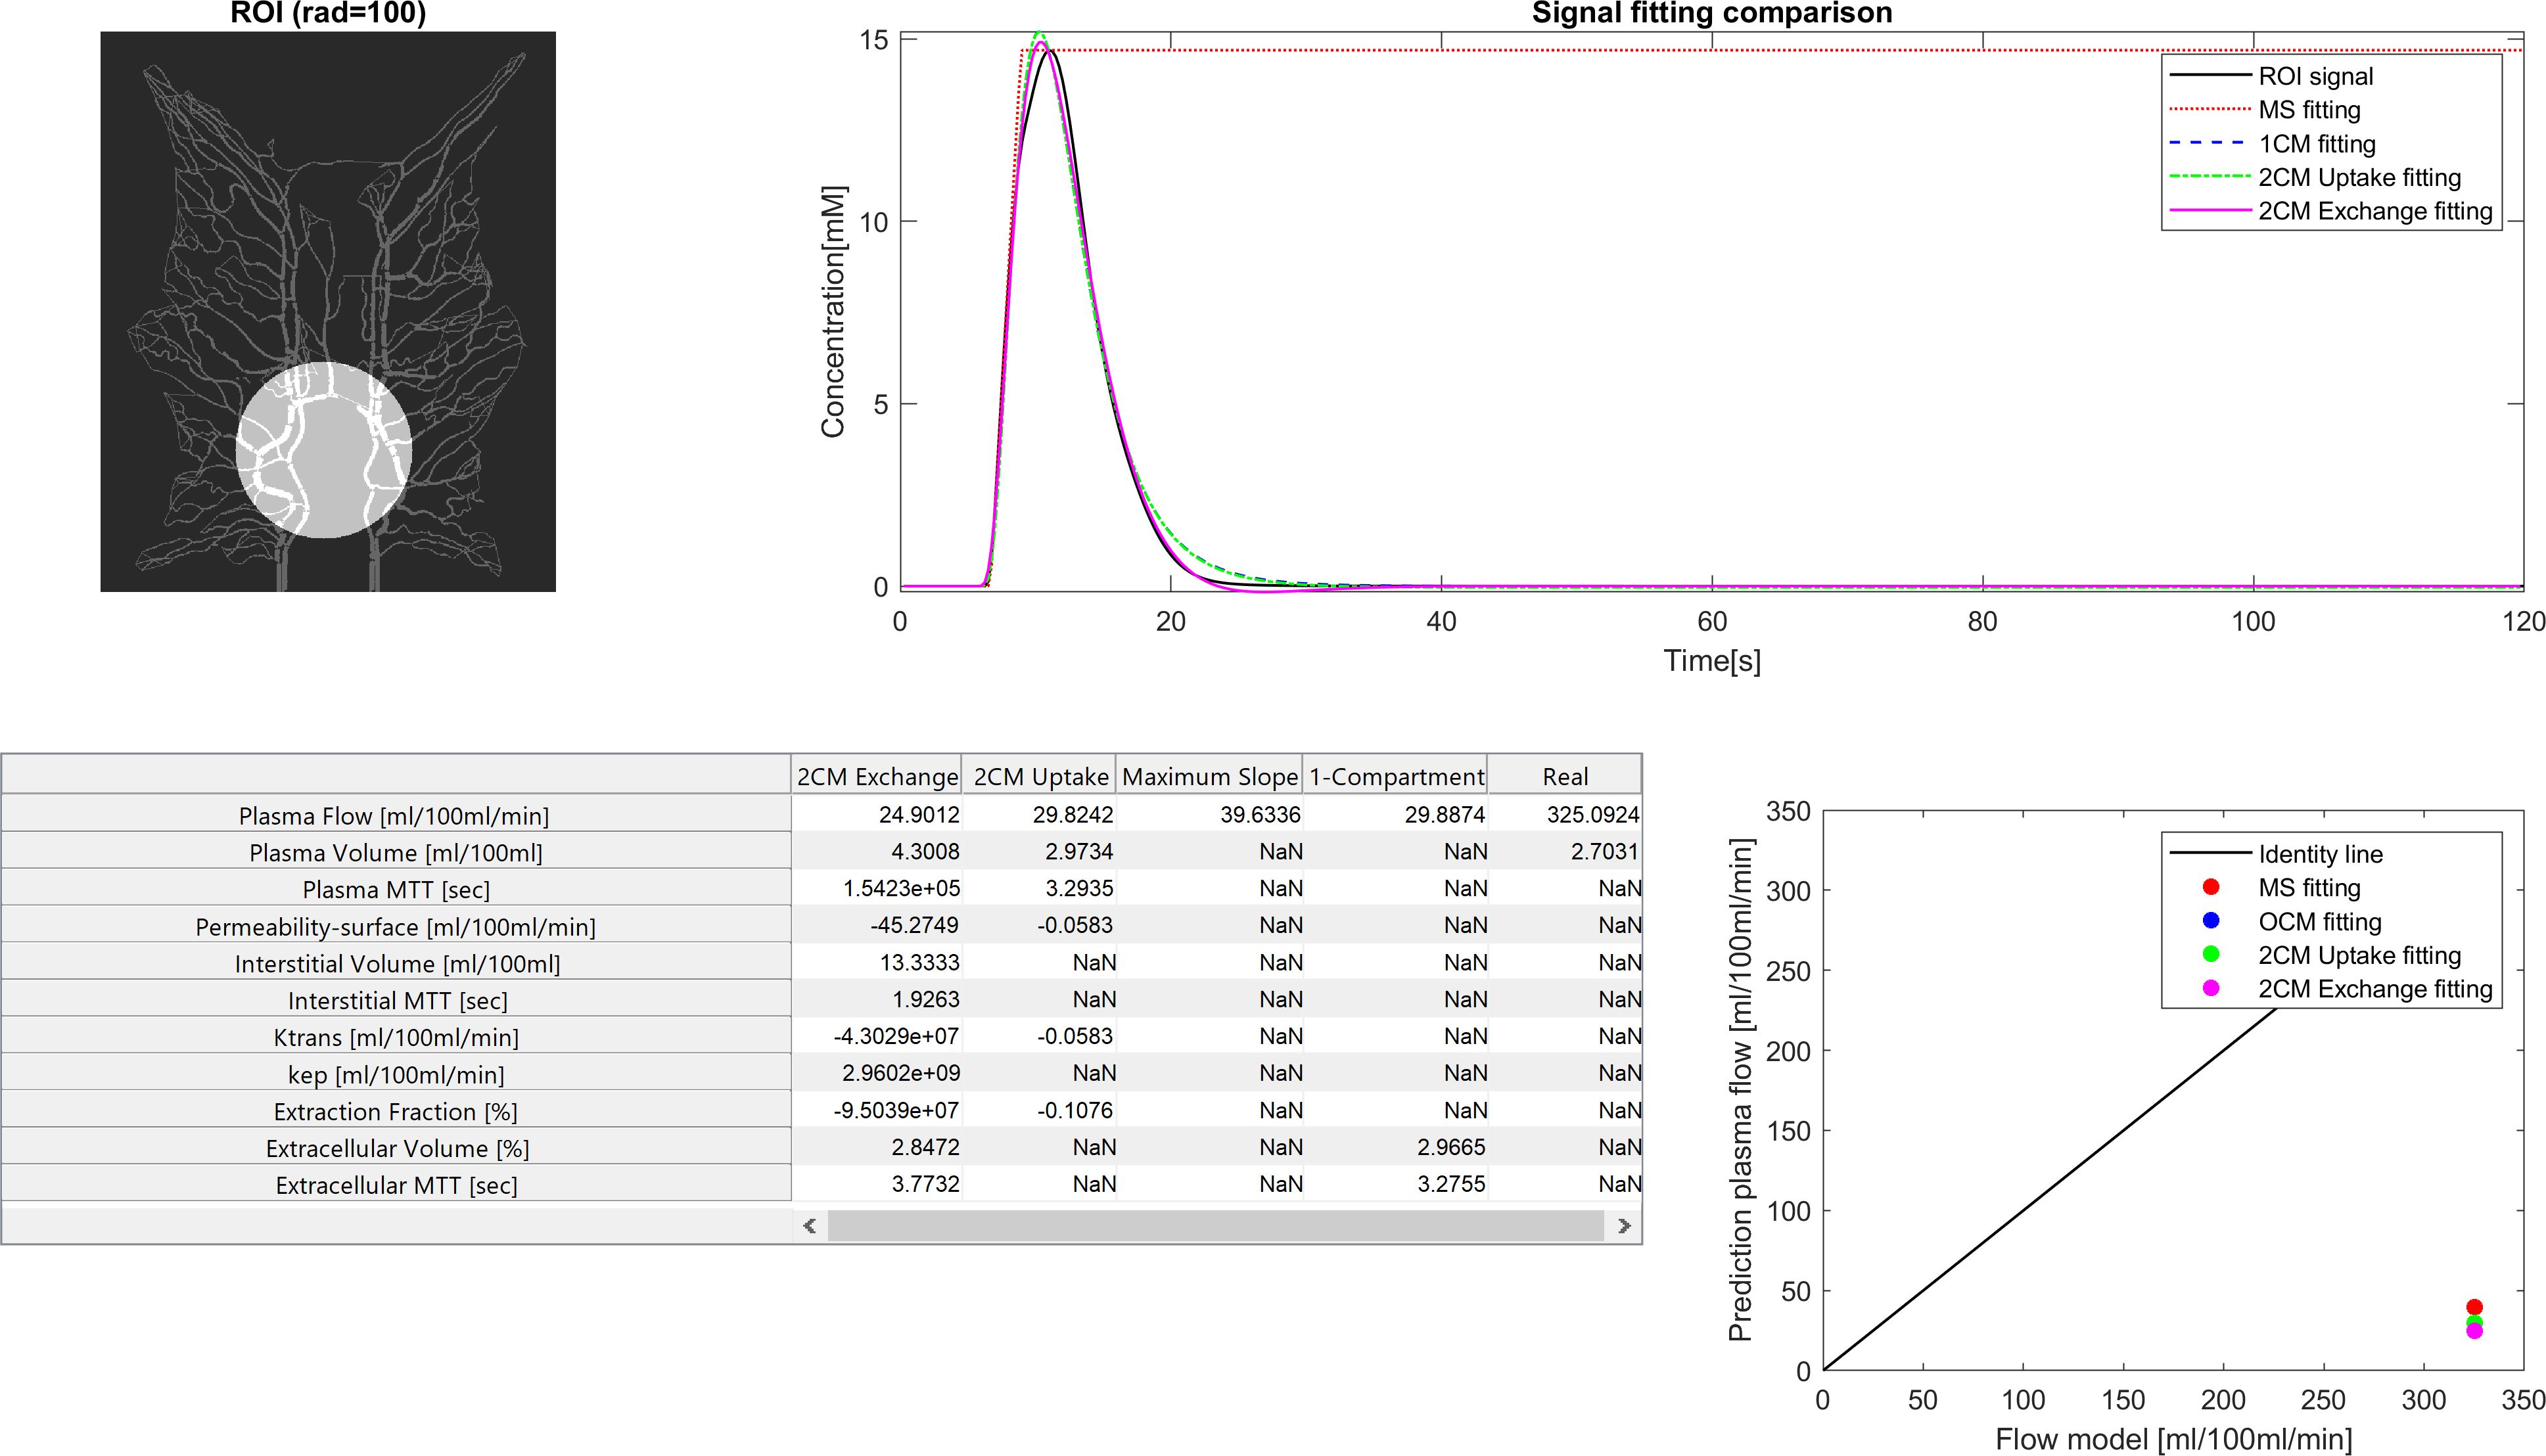 ROI (rad=100)
Signal fitting comparison
Concentration[mM]
15
10
5
0
0 20 40 60 80 100 120
Time[s]
ROI signal
MS fitting
1CM fitting
2CM Uptake fitting
2CM Exchange fitting
2CM Exchange 2CM Uptake Maximum Slope 1-Compartment Real
Plasma Flow [ml/100ml/min] 24.9012 29.8242 39.6336 29.8874 325.0924
Plasma Volume [ml/100ml] 4.3008 2.9734 NaN NaN 2.7031
Plasma MTT [sec] 1.5423e+05 3.2935 NaN NaN NaN
Permeability-surface [ml/100ml/min] -45.2749 -0.0583 NaN NaN NaN
Interstitial Volume [ml/100ml] 13.3333 NaN NaN NaN NaN
Interstitial MTT [sec] 1.9263 NaN NaN NaN NaN
Ktrans [ml/100ml/min] -4.3029e+07 -0.0583 NaN NaN NaN
kep [ml/100ml/min] 2.9602e+09 NaN NaN NaN NaN
Extraction Fraction [%] -9.5039e+07 -0.1076 NaN NaN NaN
Extracellular Volume [%] 2.8472 NaN NaN 2.9665 NaN
Extracellular MTT [sec] 3.7732 NaN NaN 3.2755 NaN
Prediction plasma flow [ml/100ml/min]
350
300
250
200
150
100
50
0
0 50 100 150 200 250 300 350
Flow model [ml/100ml/min]
Identity line
MS fitting
OCM fitting
2CM Uptake fitting
2CM Exchange fitting